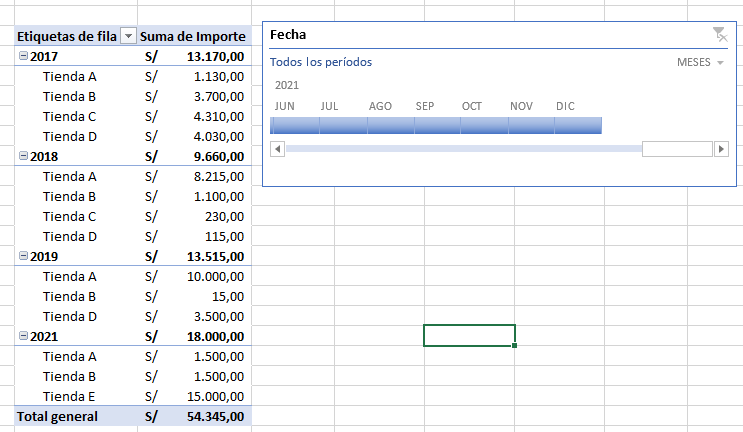 Etiquetas de fila Suma de Importe
2017 S/ 13.170,00
Tienda A S/ 1.130,00
Tienda B S/ 3.700,00
Tienda C S/ 4.310,00
Tienda D S/ 4.030,00
2018 S/ 9.660,00
Tienda A S/ 8.215,00
Tienda B S/ 1.100,00
Tienda C S/ 230,00
Tienda D S/ 115,00
2019 S/ 13.515,00
Tienda A S/ 10.000,00
Tienda B S/ 15,00
Tienda D S/ 3.500,00
2021 S/ 18.000,00
Tienda A S/ 1.500,00
Tienda B S/ 1.500,00
Tienda E S/ 15.000,00
Total general S/ 54.345,00
Fecha
Todos los períodos MESES
2021
JUN JUL AGO SEP OCT NOV DIC